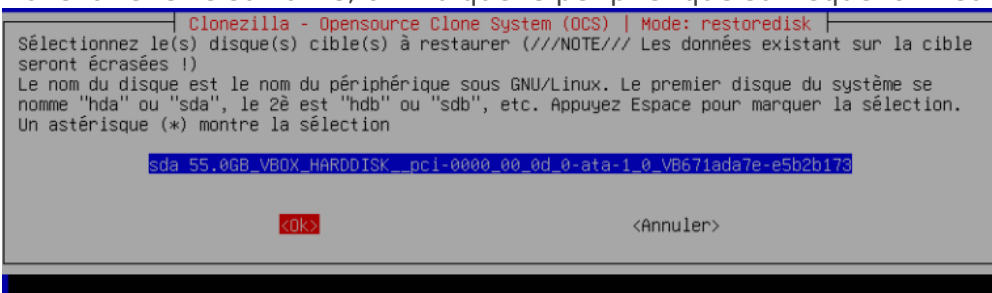 Clonezilla - Opensource Clone System (OCS) | Mode: restoredisk
Sélectionnez le(s) disque(s) cible(s) à restaurer (///NOTE/// Les données existant sur la cible
seront écrasées !)
Le nom du disque est le nom du périphérique sous GNU/Linux. Le premier disque du système se
nomme "hda" ou "sda", le 2è est "hdb" ou "sdb", etc. Appuyez Espace pour marquer la sélection.
Un astérisque (*) montre la sélection
sda 55.0GB_VBOX_HARDDISK__pci-0000_00_0d_0-ata-1_0_VB671ada7e-e5b2b173
<Ok> <Annuler>